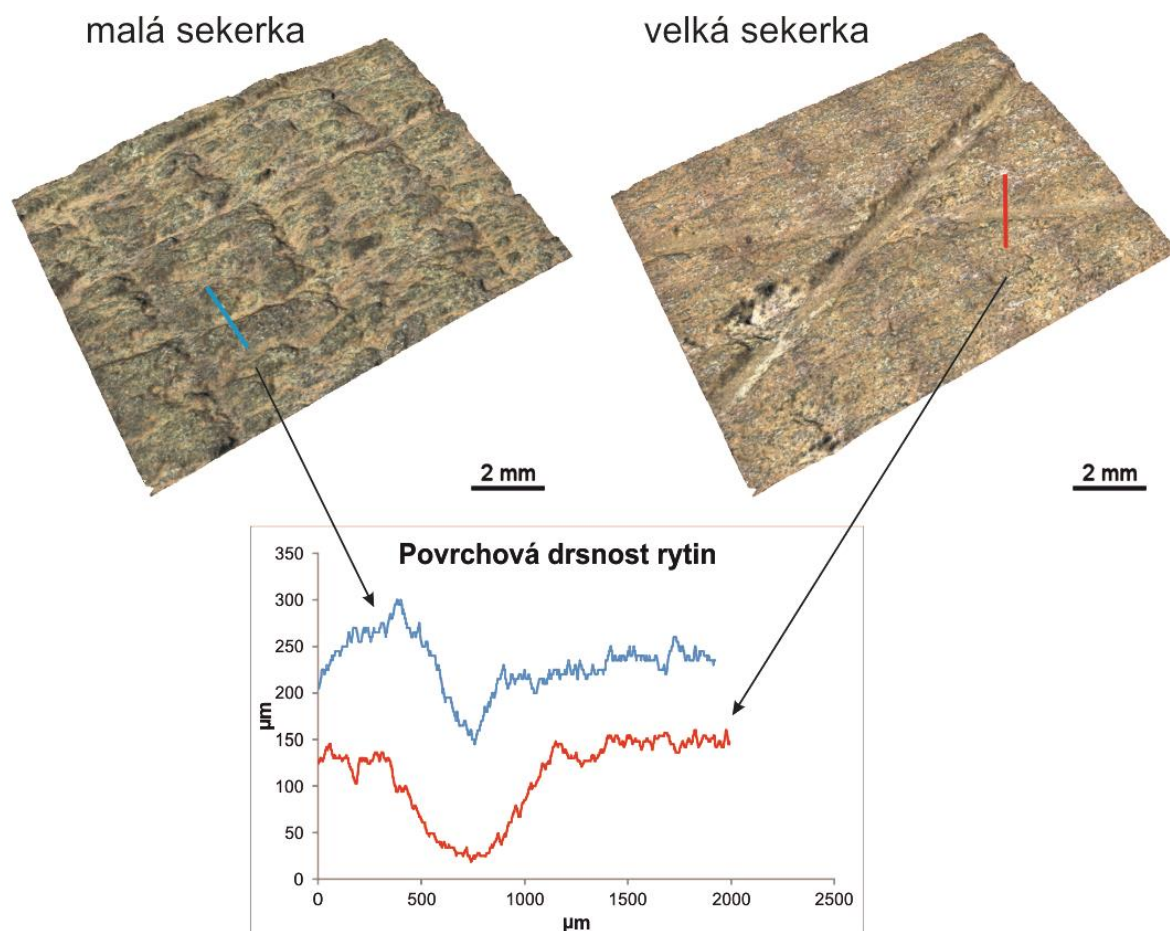 malá sekerka
velká sekerka
2 mm
2 mm
Povrchová drsnost rytin
350
300
250
200
150
100
50
0
µm
0
500
1000
1500
2000
2500
µm